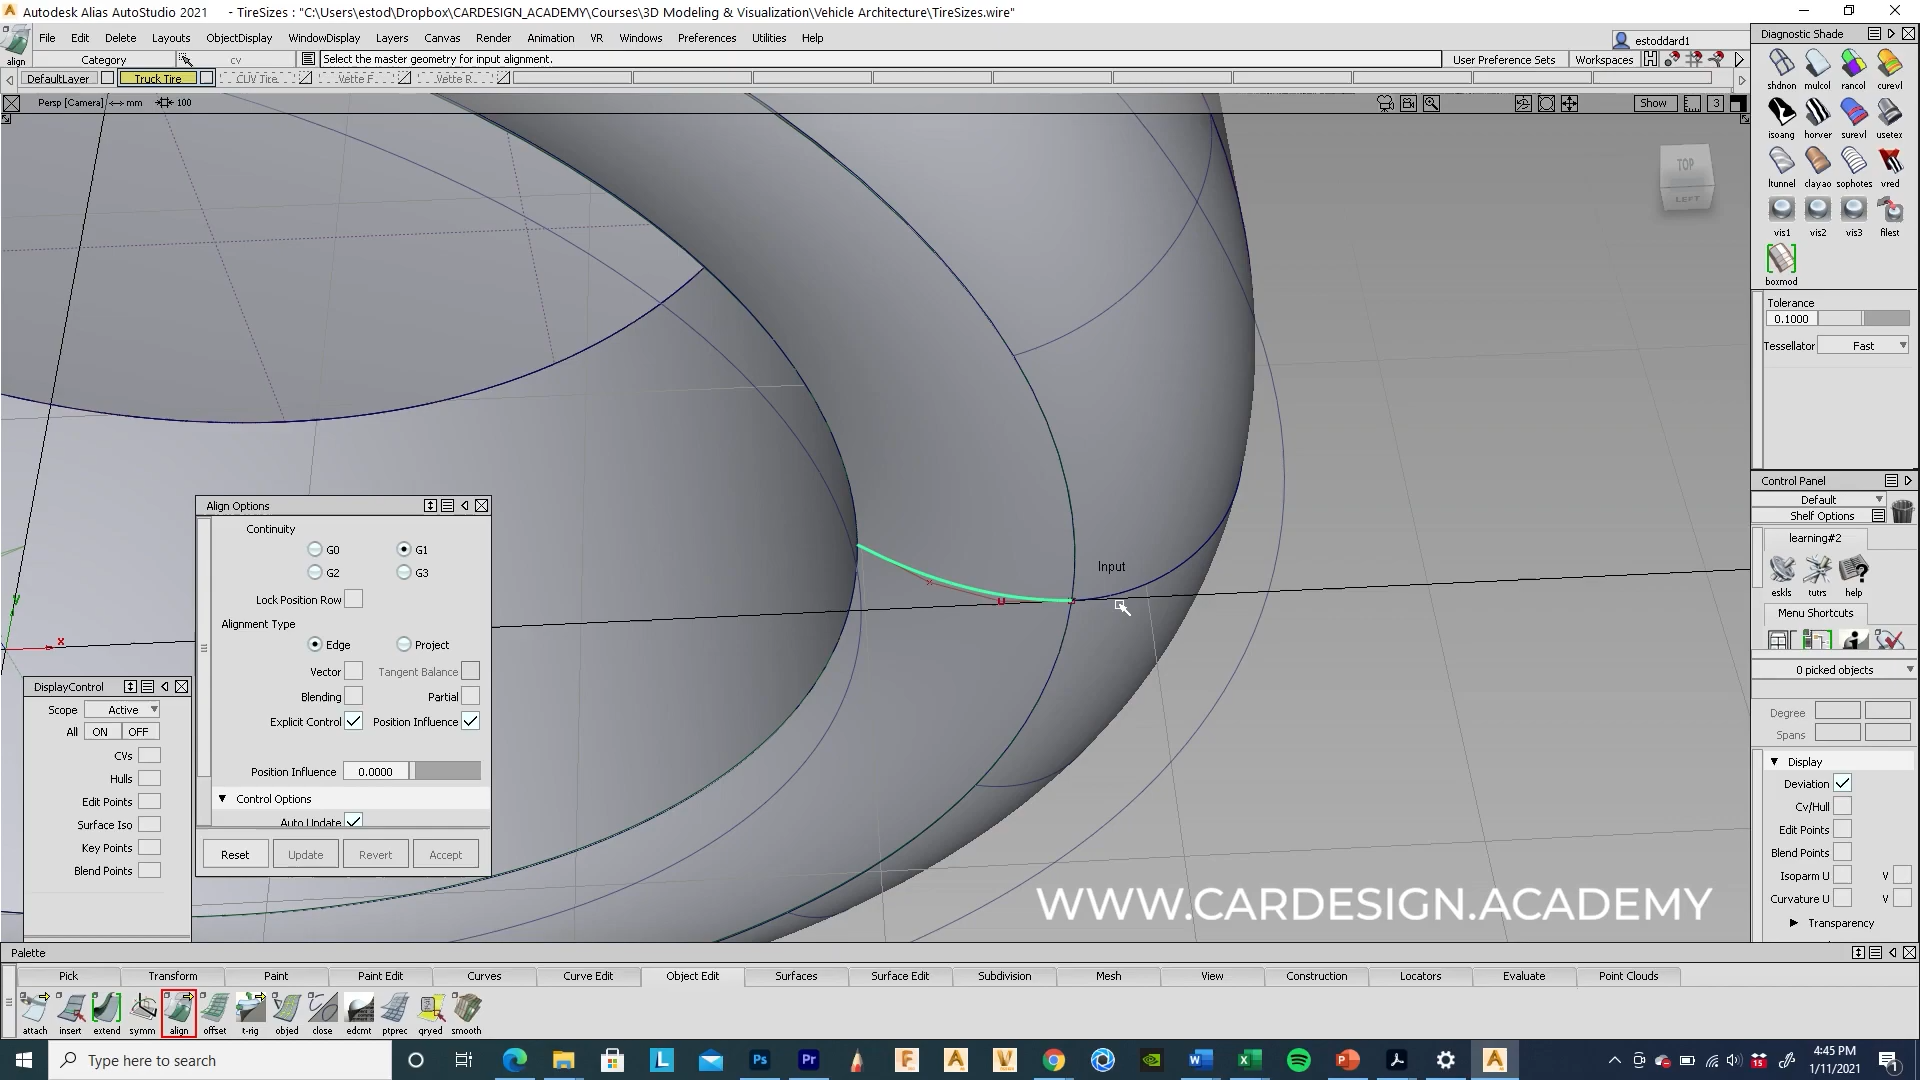 Autodesk Alias AutoStudio 2021 - TireSizes : "C:\Users\estod\Dropbox\CARDESIGN_ACADEMY\Courses\3D Modeling & Visualization\Vehicle Architecture\TireSizes.wire"
File Edit Delete Layouts ObjectDisplay WindowDisplay Layers Canvas Render Animation VR Windows Preferences Utilities Help
estoddard1
align
Category cv Select the master geometry for input alignment. User Preference Sets Workspaces
DefaultLayer Truck Tire CUV Tire Vette F Vette R
Persp [Camera] mm 100 Show 3
TOP
LEFT
Diagnostic Shade
shdnon mulcol rancol curevl
isoang horver surevl usetex
ltunnel clayao sophotes vred
vis1 vis2 vis3 filest
boxmod
Tolerance
0.1000
Tessellator Fast
Control Panel
Default
Shelf Options
learning#2
eskls tutrs help
Menu Shortcuts
0 picked objects
Degree
Spans
Display
Deviation
Cv/Hull
Edit Points
Blend Points
Isoparm U V
Curvature U V
Transparency
Input
u
y
x
Align Options
Continuity
G0 G1
G2 G3
Lock Position Row
Alignment Type
Edge Project
Vector Tangent Balance
Blending Partial
Explicit Control Position Influence
Position Influence 0.0000
Control Options
Auto Update
Reset Update Revert Accept
DisplayControl
Scope Active
All ON OFF
CVs
Hulls
Edit Points
Surface Iso
Key Points
Blend Points
WWW.CARDESIGN.ACADEMY
Palette
Pick Transform Paint Paint Edit Curves Curve Edit Object Edit Surfaces Surface Edit Subdivision Mesh View Construction Locators Evaluate Point Clouds
attach insert extend symm align offset t-rig objed close edcmt ptprec qryed smooth
Type here to search
4:45 PM
1/11/2021